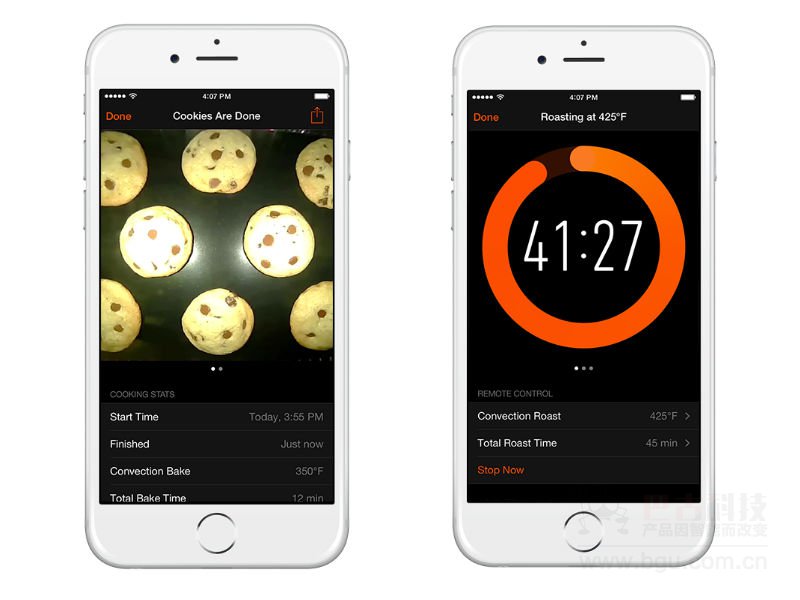 4:07 PM
Done
Cookies Are Done
COOKING STATS
Start Time
Today, 3:55 PM
Finished
Just now
Convection Bake
350°F
Total Bake Time
12 min
4:07 PM
Done
Roasting at 425°F
41:27
REMOTE CONTROL
Convection Roast
425°F
Total Roast Time
45 min
Stop Now
巴古科技
产品因智能而改变
www.bgu.com.cn